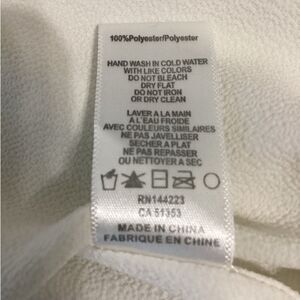 100%Polyester/Polyester
HAND WASH IN COLD WATER
WITH LIKE COLORS
DO NOT BLEACH
DRY FLAT
DO NOT IRON
OR DRY CLEAN
LAVER A LA MAIN
A L'EAU FROIDE
AVEC COULEURS SIMILAIRES
NE PAS JAVELLISER
SECHER A PLAT
NE PAS REPASSER
OU NETTOYER A SEC
RN144223
CA 51353
MADE IN CHINA
FABRIQUE EN CHINE